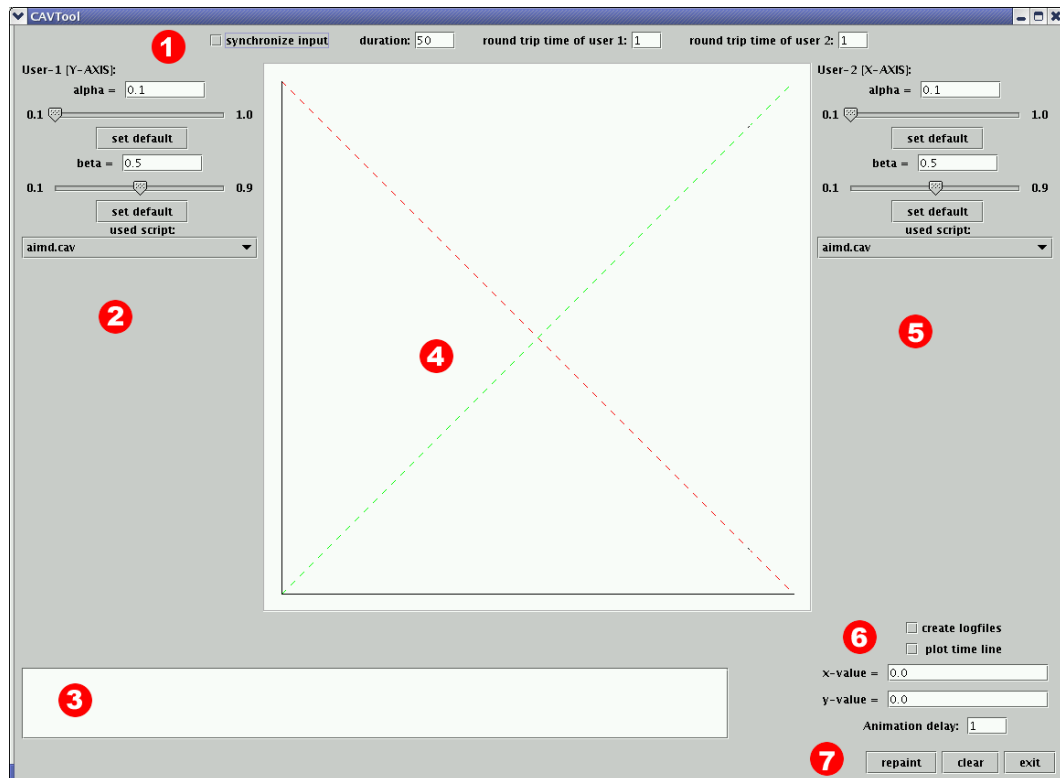 CAVTool
1
synchronize input duration: 50 round trip time of user 1: 1 round trip time of user 2: 1
User-1 [Y-AXIS]:
alpha = 0.1
0.1 1.0
set default
beta = 0.5
0.1 0.9
set default
used script:
aimd.cav
2
4
User-2 [X-AXIS]:
alpha = 0.1
0.1 1.0
set default
beta = 0.5
0.1 0.9
set default
used script:
aimd.cav
5
3
6
create logfiles
plot time line
x-value = 0.0
y-value = 0.0
Animation delay: 1
7
repaint clear exit